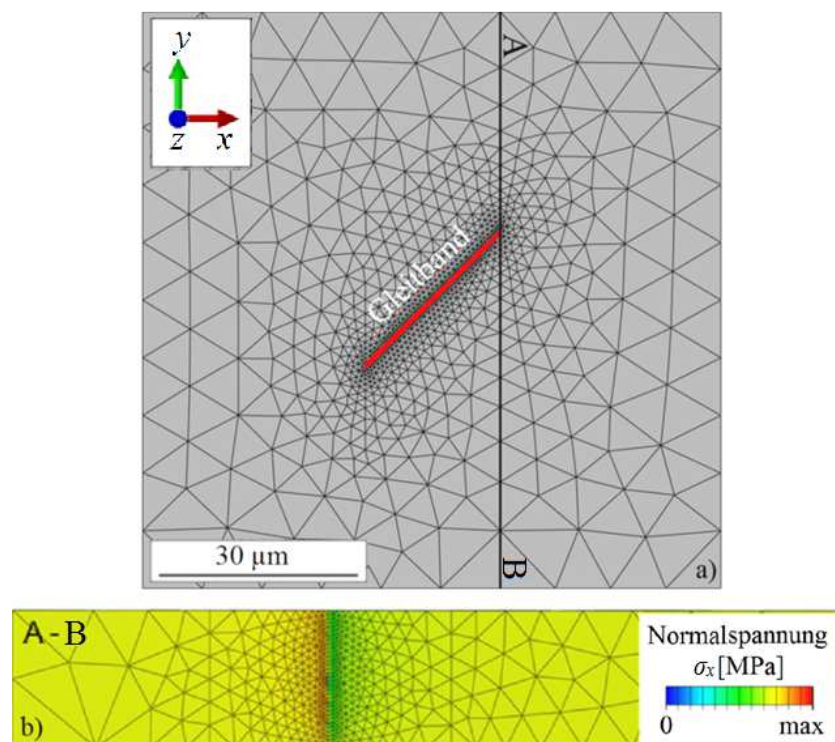 A
y
z
x
Gleitband
30 µm
B
a)
A - B
b)
Normalspannung
σx [MPa]
0 max